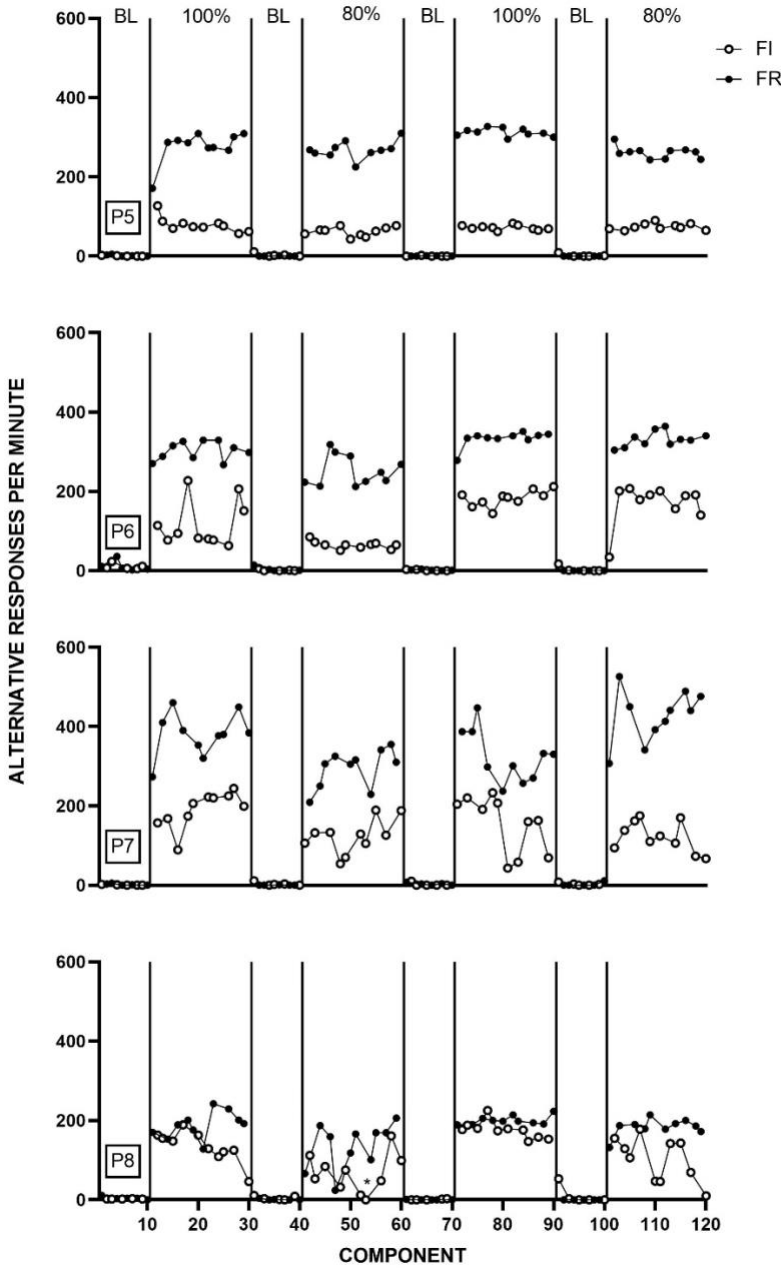 BL 100% BL 80% BL 100% BL 80%
FI
FR
600
400
200
0
P5
600
400
200
0
P6
600
400
200
0
P7
600
400
200
0
P8
*
10 20 30 40 50 60 70 80 90 100 110 120
COMPONENT
ALTERNATIVE RESPONSES PER MINUTE